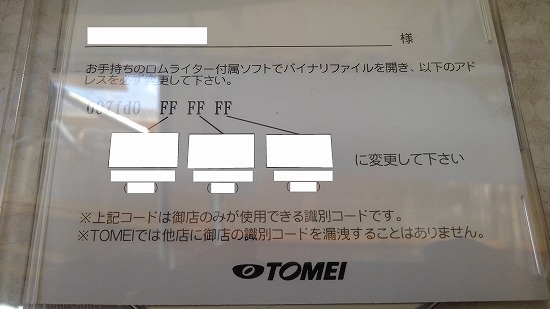 様
お手持ちのロムライター付属ソフトでバイナリファイルを開き、以下のアド
レスを必ず変更して下さい。
007fd0 FF FF FF
に変更して下さい
※上記コードは御店のみが使用できる識別コードです。
※TOMEIでは他店に御店の識別コードを漏洩することはありません。
TOMEI